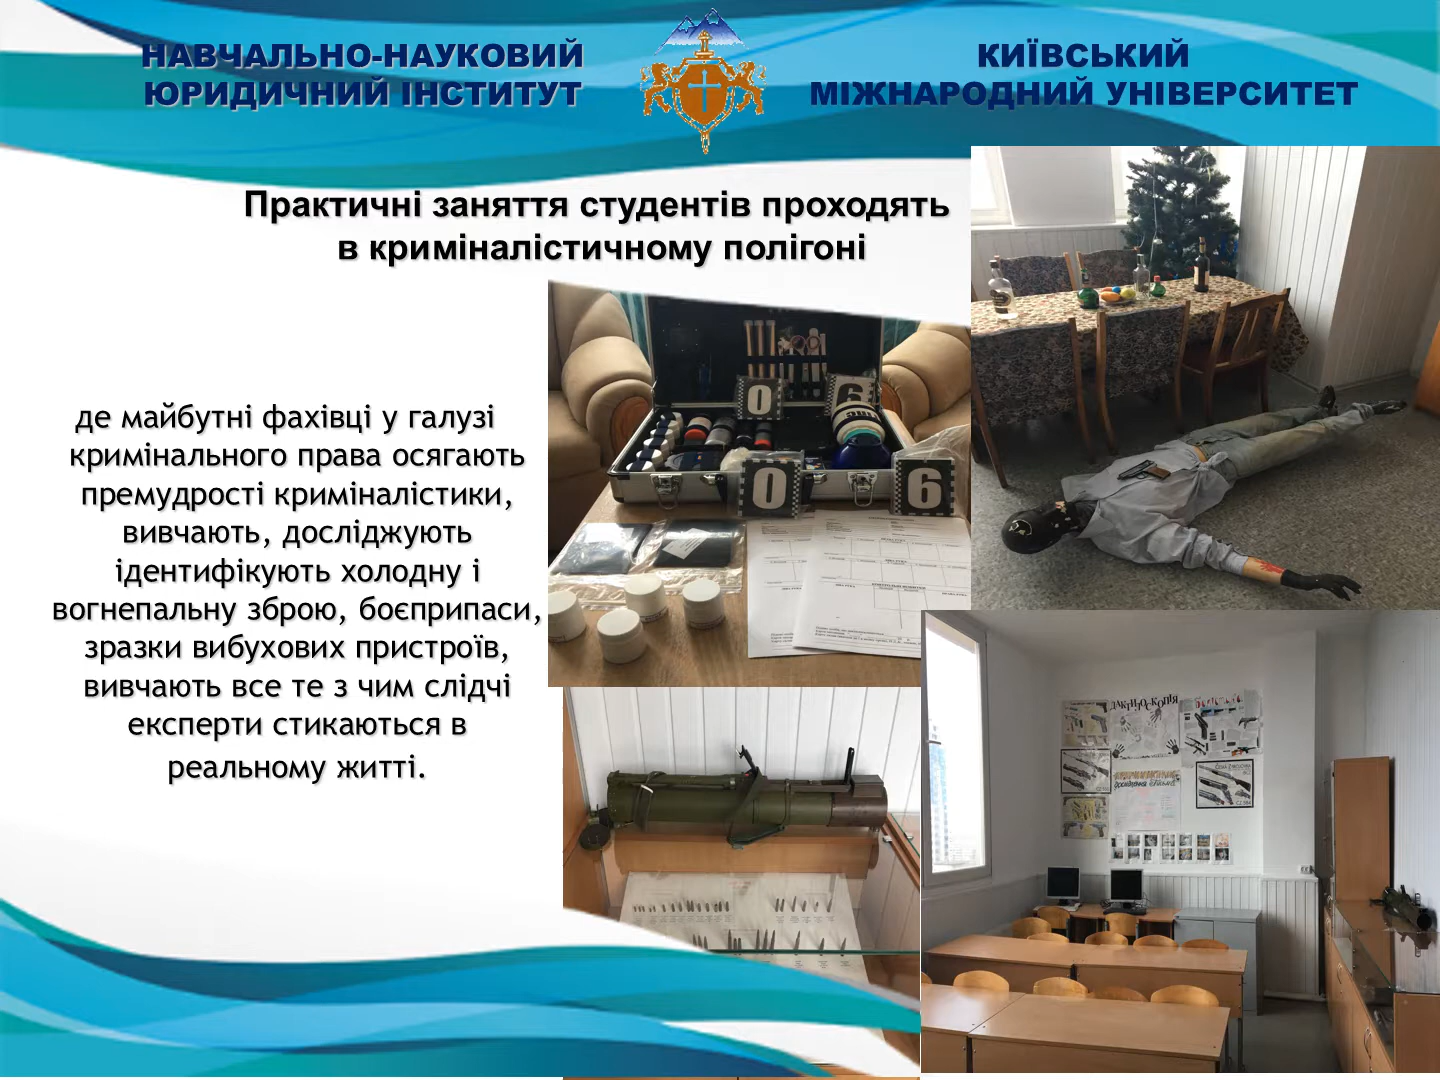 НАВЧАЛЬНО-НАУКОВИЙ
ЮРИДИЧНИЙ ІНСТИТУТ
КИЇВСЬКИЙ
МІЖНАРОДНИЙ УНІВЕРСИТЕТ
Практичні заняття студентів проходять
в криміналістичному полігоні
де майбутні фахівці у галузі
кримінального права осягають
премудрості криміналістики,
вивчають, досліджують
ідентифікують холодну і
вогнепальну зброю, боєприпаси,
зразки вибухових пристроїв,
вивчають все те з чим слідчі
експерти стикаються в
реальному житті.
0
6
0
6
ДАКТИЛОСКОПІЯ